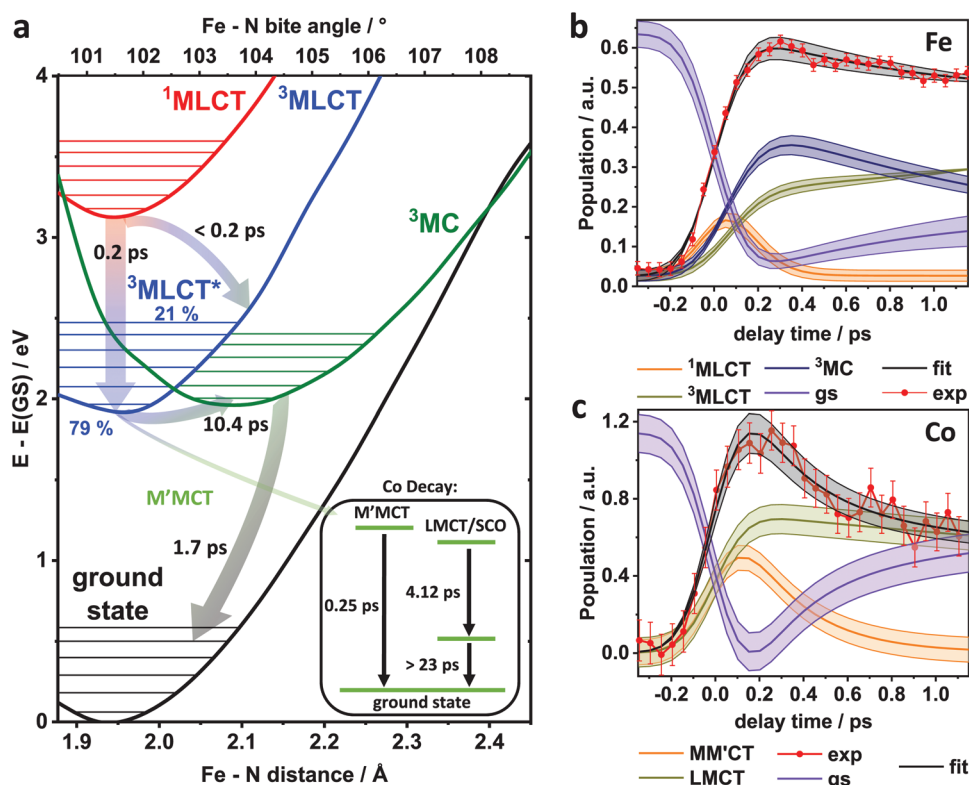 a
Fe - N bite angle / °
101 102 103 104 105 106 107 108
4
3
2
1
0
E - E(GS) / eV
¹MLCT
³MLCT
³MC
0.2 ps
< 0.2 ps
³MLCT*
21 %
79 %
10.4 ps
M'MCT
1.7 ps
ground
state
Co Decay:
M'MCT
LMCT/SCO
0.25 ps
4.12 ps
> 23 ps
ground state
1.9 2.0 2.1 2.2 2.3 2.4
Fe - N distance / Å
b
Fe
0.6
0.5
0.4
0.3
0.2
0.1
0.0
Population / a.u.
-0.2 0.0 0.2 0.4 0.6 0.8 1.0
delay time / ps
¹MLCT ³MC fit
³MLCT gs exp
c
Co
1.2
0.8
0.4
0.0
Population / a.u.
-0.2 0.0 0.2 0.4 0.6 0.8 1.0
delay time / ps
MM'CT exp fit
LMCT gs